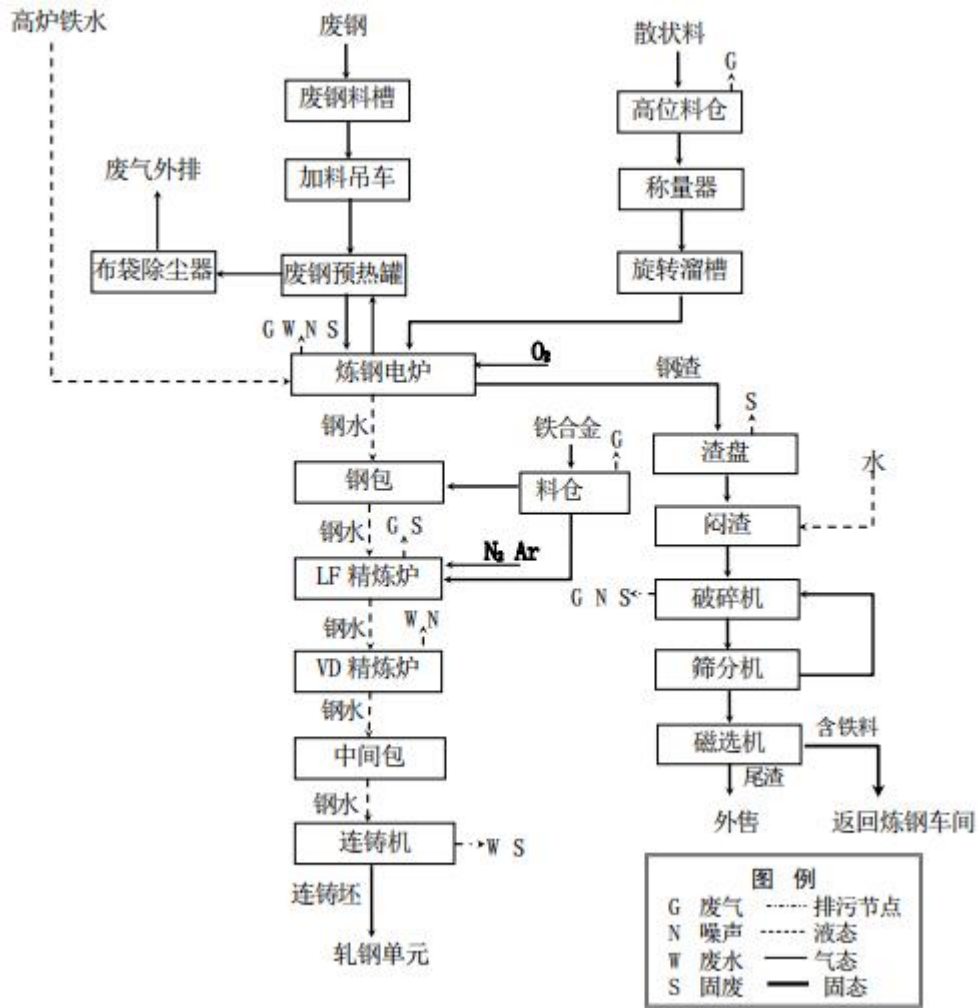 高炉铁水
废钢
散状料
G
废钢料槽
高位料仓
废气外排
加料吊车
称量器
布袋除尘器
废钢预热罐
旋转溜槽
G W N S
O₂
炼钢电炉
钢渣
钢水
铁合金
G
S
渣盘
水
钢包
料仓
钢水
G S
闷渣
N₂ Ar
LF 精炼炉
G N S
破碎机
钢水
W N
VD 精炼炉
筛分机
钢水
中间包
磁选机
含铁料
尾渣
钢水
外售
返回炼钢车间
连铸机
W S
连铸坯
轧钢单元
图 例
G 废气 排污节点
N 噪声 液态
W 废水 气态
S 固废 固态